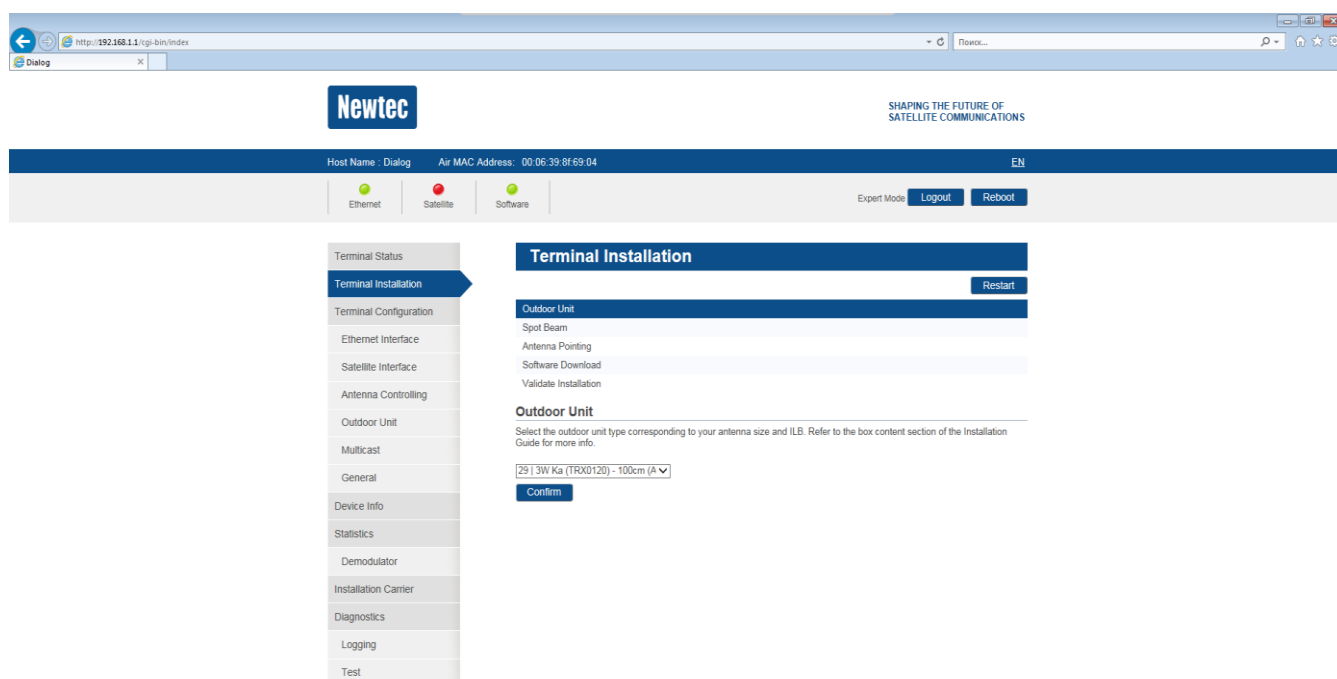 http://192.168.1.1/cgi-bin/index
Поиск...
Dialog
Newtec
SHAPING THE FUTURE OF
SATELLITE COMMUNICATIONS
Host Name : Dialog Air MAC Address: 00:06:39:8f:69:04 EN
Ethernet Satellite Software
Expert Mode Logout Reboot
Terminal Status
Terminal Installation
Terminal Configuration
Ethernet Interface
Satellite Interface
Antenna Controlling
Outdoor Unit
Multicast
General
Device Info
Statistics
Demodulator
Installation Carrier
Diagnostics
Logging
Test
Terminal Installation
Restart
Outdoor Unit
Spot Beam
Antenna Pointing
Software Download
Validate Installation
Outdoor Unit
Select the outdoor unit type corresponding to your antenna size and ILB. Refer to the box content section of the Installation
Guide for more info.
29 | 3W Ka (TRX0120) - 100cm (A
Confirm